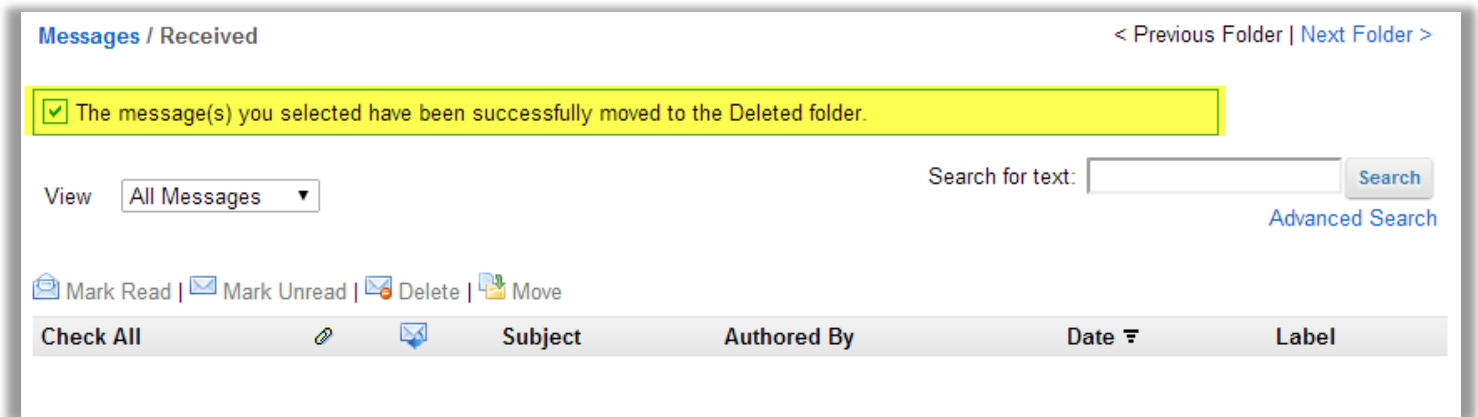 Messages / Received
< Previous Folder | Next Folder >
The message(s) you selected have been successfully moved to the Deleted folder.
View All Messages
Search for text: Search
Advanced Search
Mark Read | Mark Unread | Delete | Move
Check All Subject Authored By Date Label